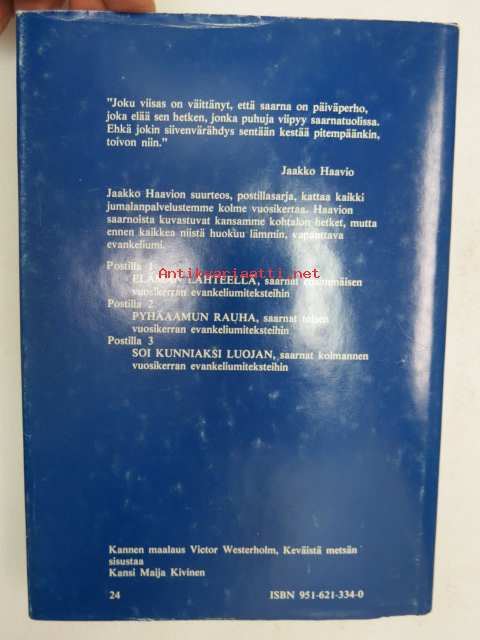 "Joku viisas on väittänyt, että saarna on päiväperho,
joka elää sen hetken, jonka puhuja viipyy saarnatuolissa.
Ehkä jokin siivenvärähdys sentään kestää pitempäänkin,
toivon niin."
Jaakko Haavio
Jaakko Haavion suurteos, postillasarja, kattaa kaikki
jumalanpalvelustemme kolme vuosikertaa. Haavion
saarnoista kuvastuvat kansamme kohtalon hetket, mutta
ennen kaikkea niistä huokuu lämmin, vapauttava
evankeliumi.
Postilla 1
Antikvariaatti.net
ELÄMÄN LÄHTEELLÄ, saarnat ensimmäisen
vuosikerran evankeliumiteksteihin
Postilla 2
PYHÄAAMUN RAUHA, saarnat toisen
vuosikerran evankeliumiteksteihin
Postilla 3
SOI KUNNIAKSI LUOJAN, saarnat kolmannen
vuosikerran evankeliumiteksteihin
Kannen maalaus Victor Westerholm, Keväistä metsän
sisustaa
Kansi Maija Kivinen
24 ISBN 951-621-334-0